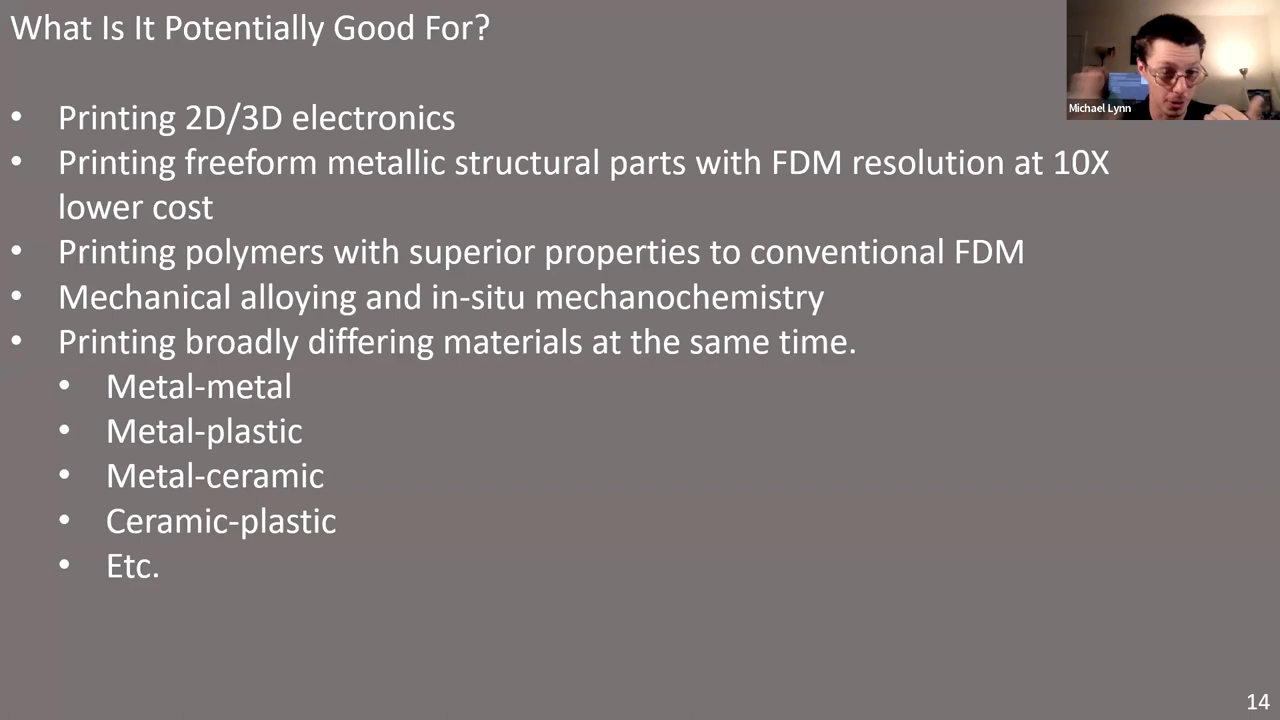 What Is It Potentially Good For?
Michael Lynn
• Printing 2D/3D electronics
• Printing freeform metallic structural parts with FDM resolution at 10X
lower cost
• Printing polymers with superior properties to conventional FDM
• Mechanical alloying and in-situ mechanochemistry
• Printing broadly differing materials at the same time.
• Metal-metal
• Metal-plastic
• Metal-ceramic
• Ceramic-plastic
• Etc.
14